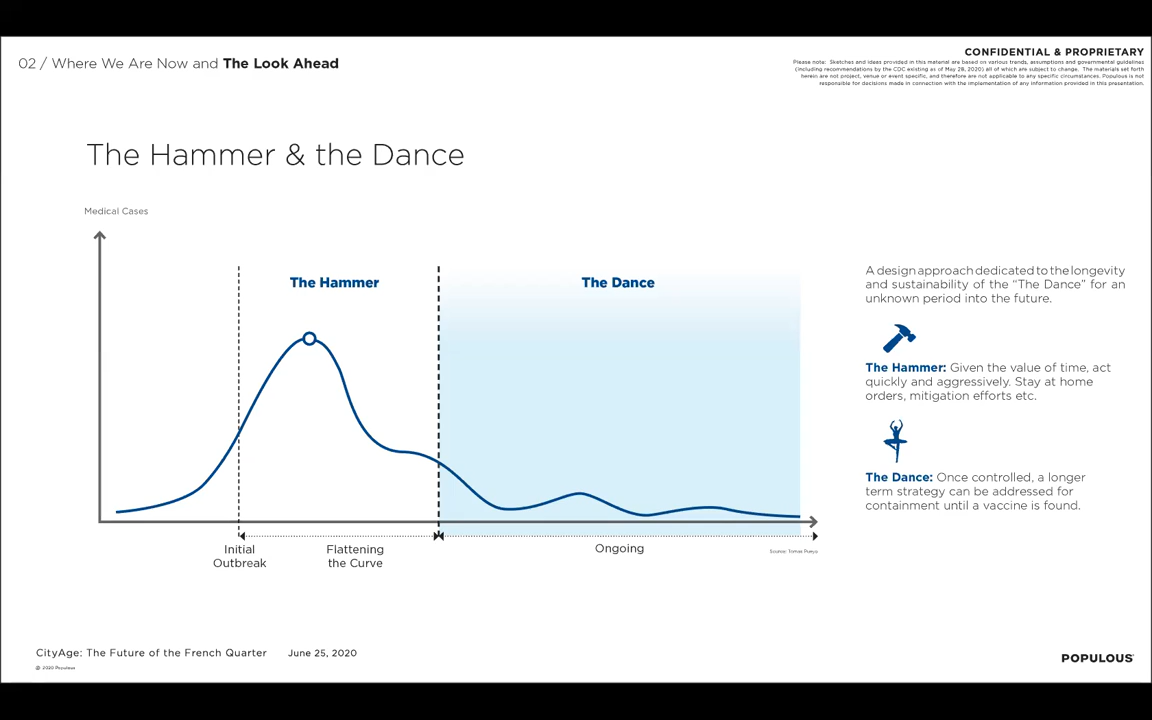 02 / Where We Are Now and The Look Ahead
CONFIDENTIAL & PROPRIETARY
Please note: Sketches and ideas provided in this material are based on various trends, assumptions and governmental guidelines
(including recommendations by the CDC existing as of May 28, 2020) all of which are subject to change. The materials set forth
herein are not project, venue or event specific, and therefore are not applicable to any specific circumstances. Populous is not
responsible for decisions made in connection with the implementation of any information provided in this presentation.
The Hammer & the Dance
Medical Cases
The Hammer
The Dance
A design approach dedicated to the longevity
and sustainability of the “The Dance” for an
unknown period into the future.
The Hammer: Given the value of time, act
quickly and aggressively. Stay at home
orders, mitigation efforts etc.
The Dance: Once controlled, a longer
term strategy can be addressed for
containment until a vaccine is found.
Initial
Outbreak
Flattening
the Curve
Ongoing
Source: Tomas Pueyo
CityAge: The Future of the French Quarter June 25, 2020
© 2020 Populous
POPULOUS